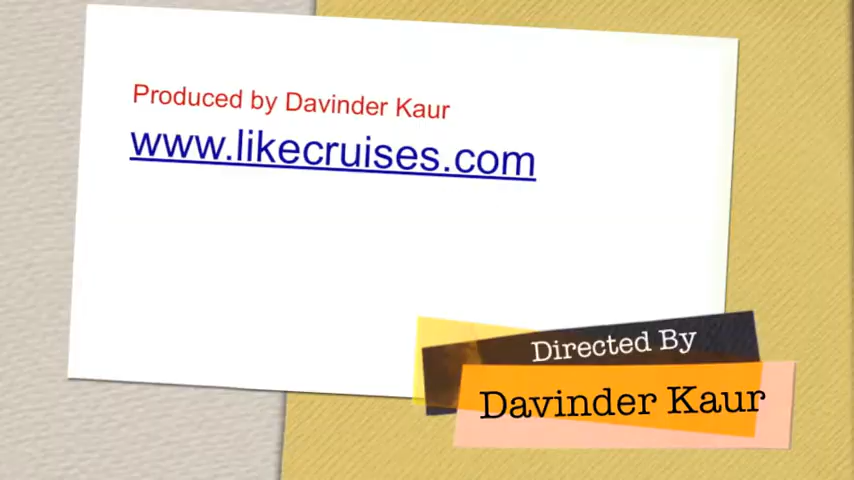 Produced by Davinder Kaur
www.likecruises.com
Directed By
Davinder Kaur